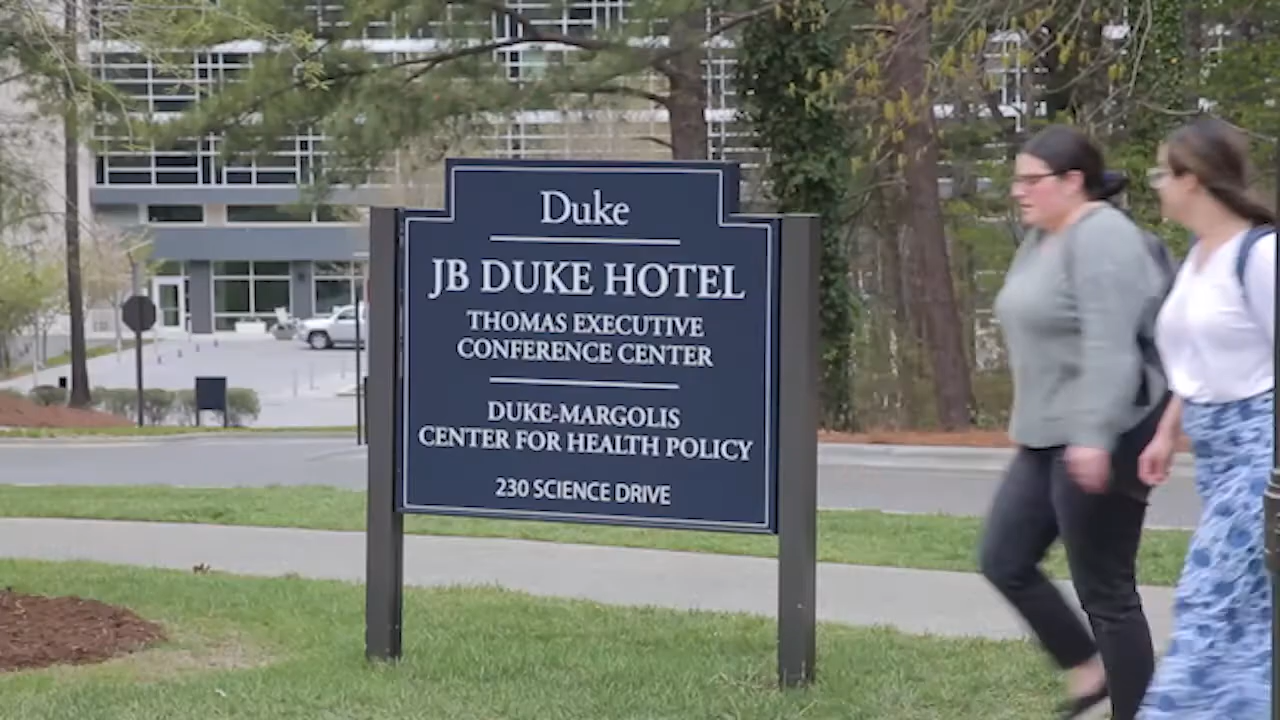 Duke
JB DUKE HOTEL
THOMAS EXECUTIVE
CONFERENCE CENTER
DUKE-MARGOLIS
CENTER FOR HEALTH POLICY
230 SCIENCE DRIVE